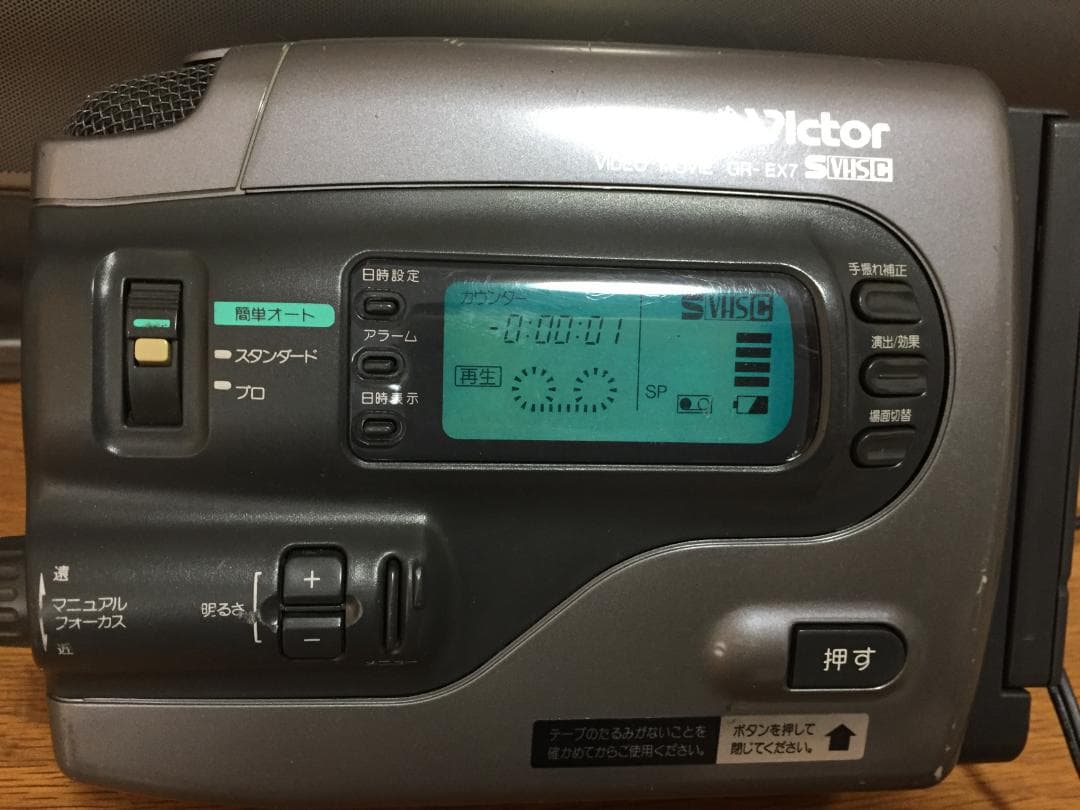 Victor
VIDEO MOVIE GR-EX7 S VHS C
簡単オート
スタンダード
プロ
日時設定
アラーム
日時表示
カウンター
-0:00:01
再生
S VHS C
SP
手振れ補正
演出/効果
場面切替
遠
マニュアル
フォーカス
近
明るさ
+
−
メニュー
押す
テープのたるみがないことを
確かめてからご使用ください。
ボタンを押して
閉じてください。